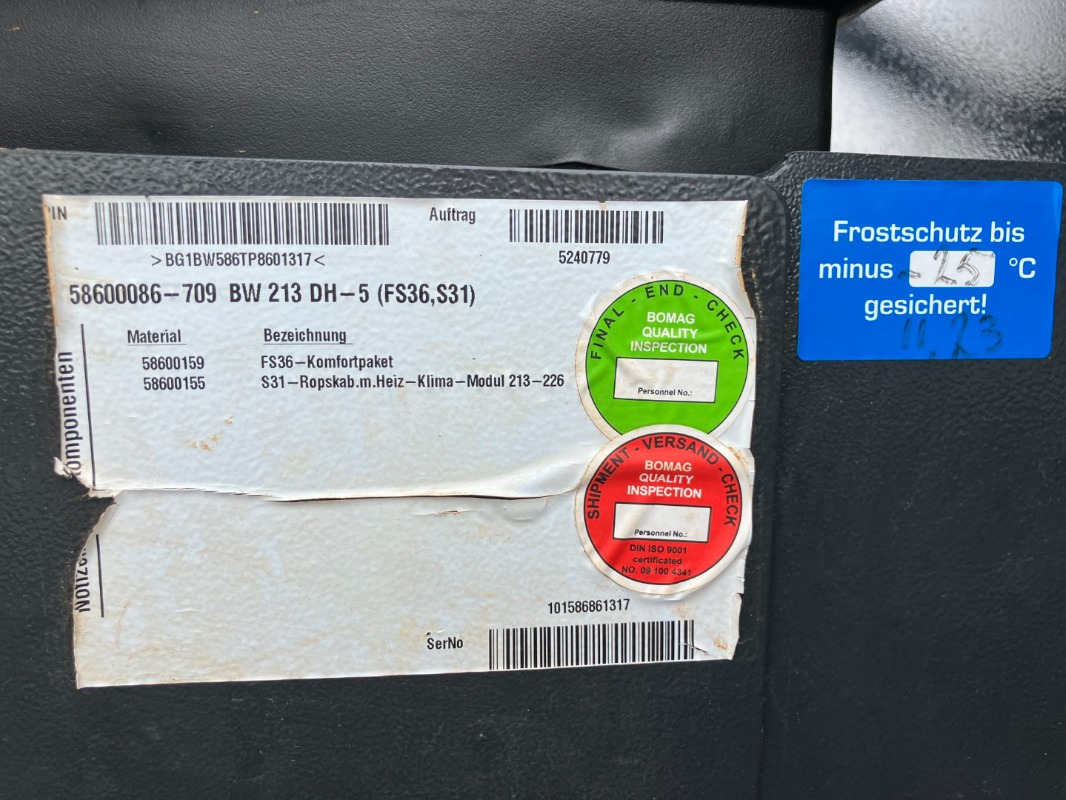 IN
Auftrag
>BG1BW586TP8601317<
5240779
58600086-709 BW 213 DH-5 (FS36,S31)
Material Bezeichnung
58600159 FS36-Komfortpaket
58600155 S31-Ropskab.m.Heiz-Klima-Modul 213-226
omponenten
Notize
FINAL - END - CHECK
BOMAG
QUALITY
INSPECTION
Personnel No.:
SHIPMENT - VERSAND - CHECK
BOMAG
QUALITY
INSPECTION
Personnel No.:
DIN ISO 9001
certificated
NO. 09 100 4341
101586861317
SerNo
Frostschutz bis
minus -25 °C
gesichert!
11.23